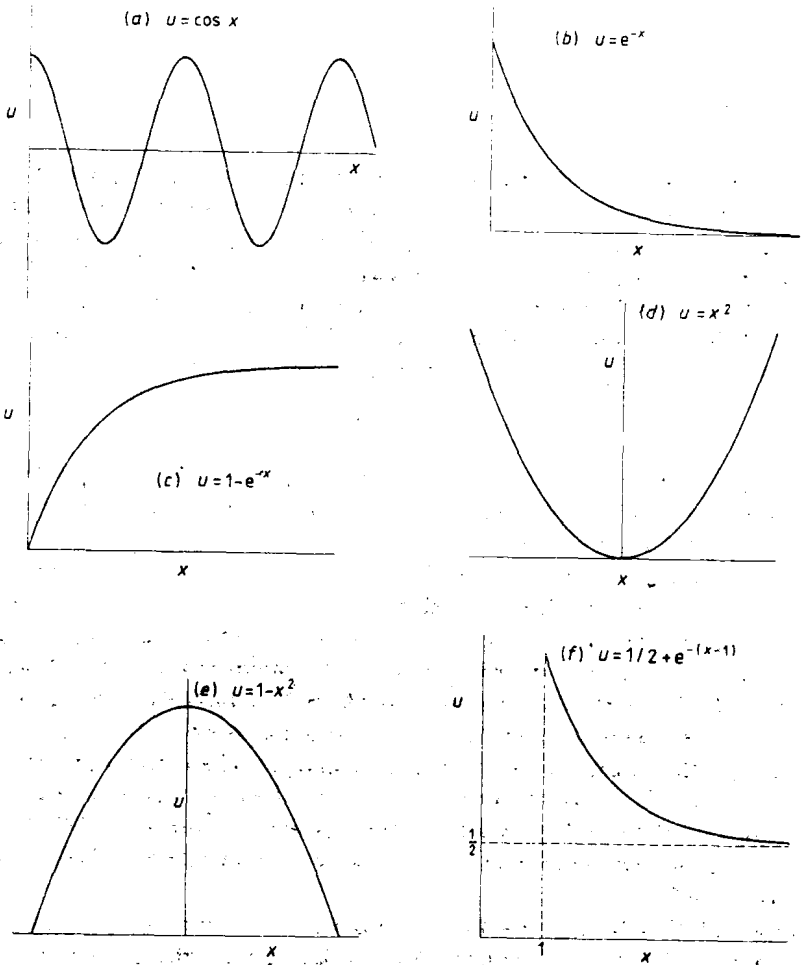 (a) u = cos x
u
x
(b) u = e⁻ˣ
u
x
(c) u = 1-e⁻ˣ
u
x
(d) u = x²
u
x
(e) u = 1-x²
u
x
(f) u = 1/2 + e⁻⁽ˣ⁻¹⁾
u
1/2
1
x